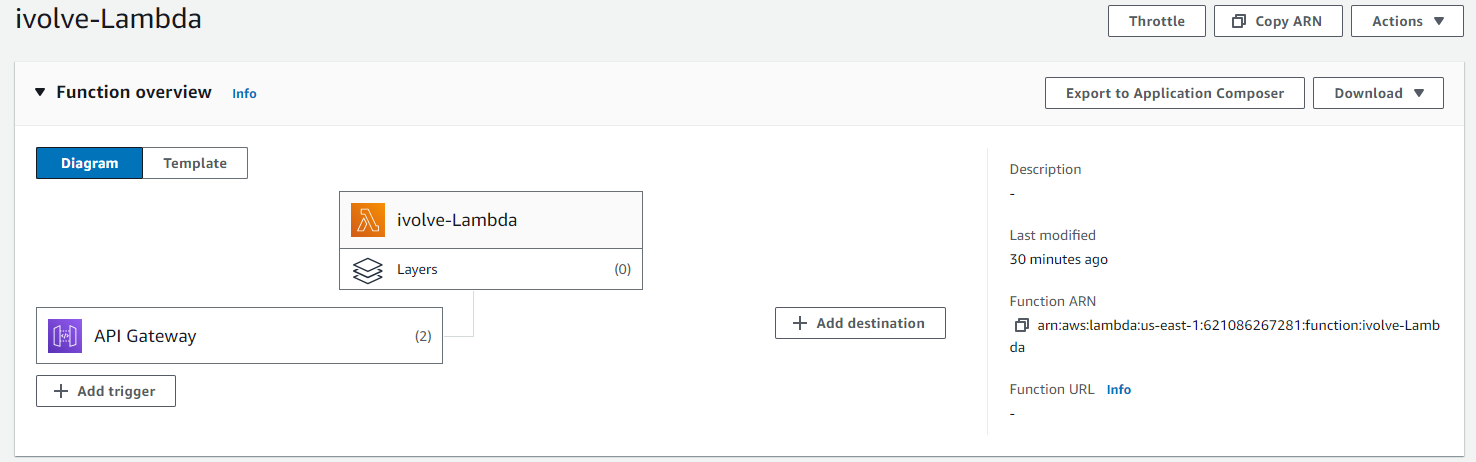 ivolve-Lambda
Throttle
Copy ARN
Actions
Function overview Info
Export to Application Composer
Download
Diagram
Template
ivolve-Lambda
Layers (0)
API Gateway (2)
+ Add trigger
+ Add destination
Description
-
Last modified
30 minutes ago
Function ARN
arn:aws:lambda:us-east-1:621086267281:function:ivolve-Lamb
da
Function URL Info
-